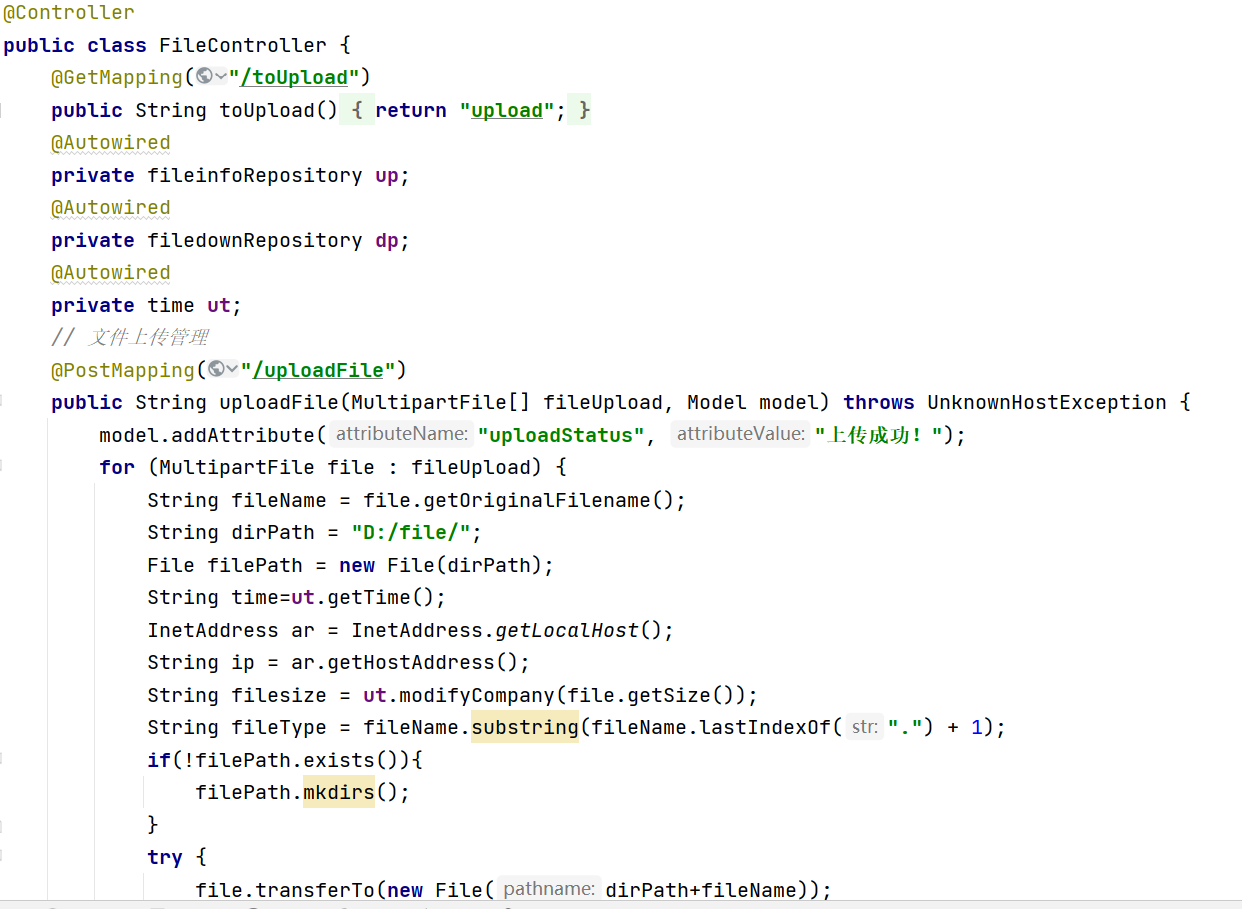 @Controller
public class FileController {
@GetMapping("/toUpload")
public String toUpload() { return "upload"; }
@Autowired
private fileinfoRepository up;
@Autowired
private filedownRepository dp;
@Autowired
private time ut;
// 文件上传管理
@PostMapping("/uploadFile")
public String uploadFile(MultipartFile[] fileUpload, Model model) throws UnknownHostException {
model.addAttribute( attributeName: "uploadStatus", attributeValue: "上传成功！");
for (MultipartFile file : fileUpload) {
String fileName = file.getOriginalFilename();
String dirPath = "D:/file/";
File filePath = new File(dirPath);
String time=ut.getTime();
InetAddress ar = InetAddress.getLocalHost();
String ip = ar.getHostAddress();
String filesize = ut.modifyCompany(file.getSize());
String fileType = fileName.substring(fileName.lastIndexOf( str: ".") + 1);
if(!filePath.exists()){
filePath.mkdirs();
}
try {
file.transferTo(new File( pathname: dirPath+fileName));